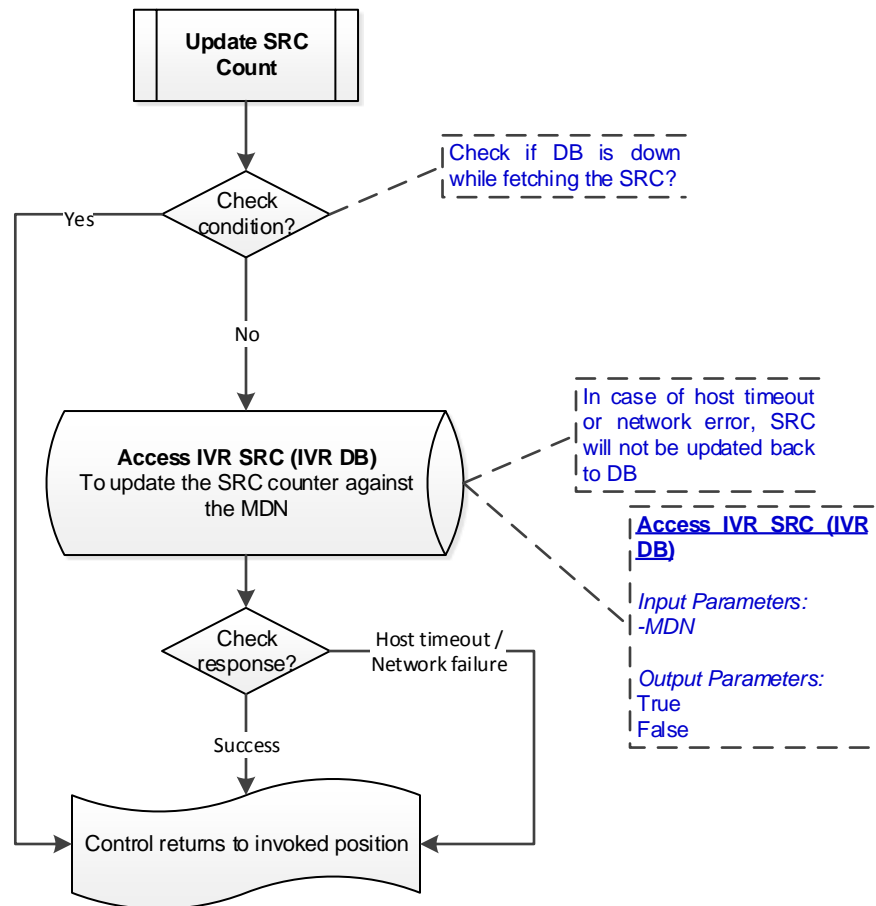 Update SRC
Count
Check if DB is down
while fetching the SRC?
Check
condition?
Yes
No
In case of host timeout
or network error, SRC
will not be updated back
to DB
Access IVR SRC (IVR DB)
To update the SRC counter against
the MDN
Access IVR SRC (IVR
DB)
Input Parameters:
-MDN
Output Parameters:
True
False
Check
response?
Host timeout /
Network failure
Success
Control returns to invoked position